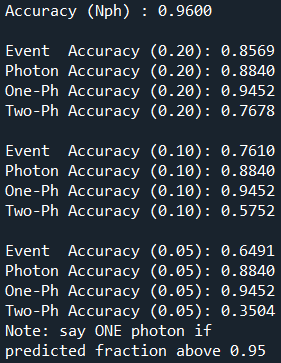 Accuracy (Nph) : 0.9600
Event  Accuracy (0.20): 0.8569
Photon Accuracy (0.20): 0.8840
One-Ph Accuracy (0.20): 0.9452
Two-Ph Accuracy (0.20): 0.7678
Event  Accuracy (0.10): 0.7610
Photon Accuracy (0.10): 0.8840
One-Ph Accuracy (0.10): 0.9452
Two-Ph Accuracy (0.10): 0.5752
Event  Accuracy (0.05): 0.6491
Photon Accuracy (0.05): 0.8840
One-Ph Accuracy (0.05): 0.9452
Two-Ph Accuracy (0.05): 0.3504
Note: say ONE photon if
predicted fraction above 0.95